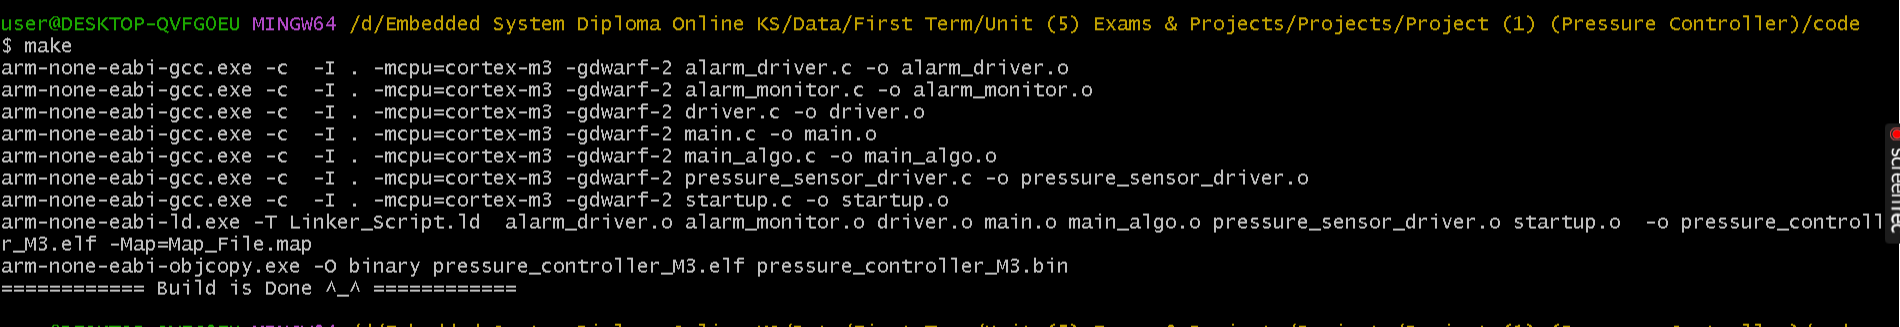 user@DESKTOP-QVFG0EU MINGW64 /d/Embedded System Diploma Online KS/Data/First Term/Unit (5) Exams & Projects/Projects/Project (1) (Pressure Controller)/code
$ make
arm-none-eabi-gcc.exe -c  -I . -mcpu=cortex-m3 -gdwarf-2 alarm_driver.c -o alarm_driver.o
arm-none-eabi-gcc.exe -c  -I . -mcpu=cortex-m3 -gdwarf-2 alarm_monitor.c -o alarm_monitor.o
arm-none-eabi-gcc.exe -c  -I . -mcpu=cortex-m3 -gdwarf-2 driver.c -o driver.o
arm-none-eabi-gcc.exe -c  -I . -mcpu=cortex-m3 -gdwarf-2 main.c -o main.o
arm-none-eabi-gcc.exe -c  -I . -mcpu=cortex-m3 -gdwarf-2 main_algo.c -o main_algo.o
arm-none-eabi-gcc.exe -c  -I . -mcpu=cortex-m3 -gdwarf-2 pressure_sensor_driver.c -o pressure_sensor_driver.o
arm-none-eabi-gcc.exe -c  -I . -mcpu=cortex-m3 -gdwarf-2 startup.c -o startup.o
arm-none-eabi-ld.exe -T Linker_Script.ld  alarm_driver.o alarm_monitor.o driver.o main.o main_algo.o pressure_sensor_driver.o startup.o  -o pressure_controll
r_M3.elf -Map=Map_File.map
arm-none-eabi-objcopy.exe -O binary pressure_controller_M3.elf pressure_controller_M3.bin
============ Build is Done ^_^ ============